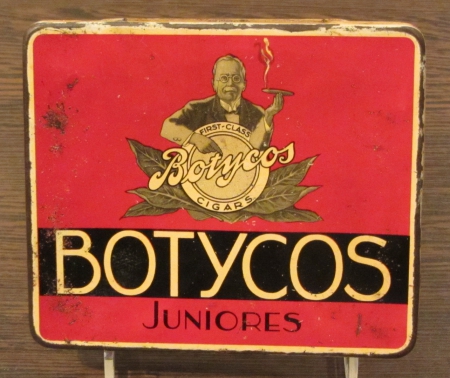 FIRST-CLASS
Botycos
CIGARS
BOTYCOS
JUNIORES